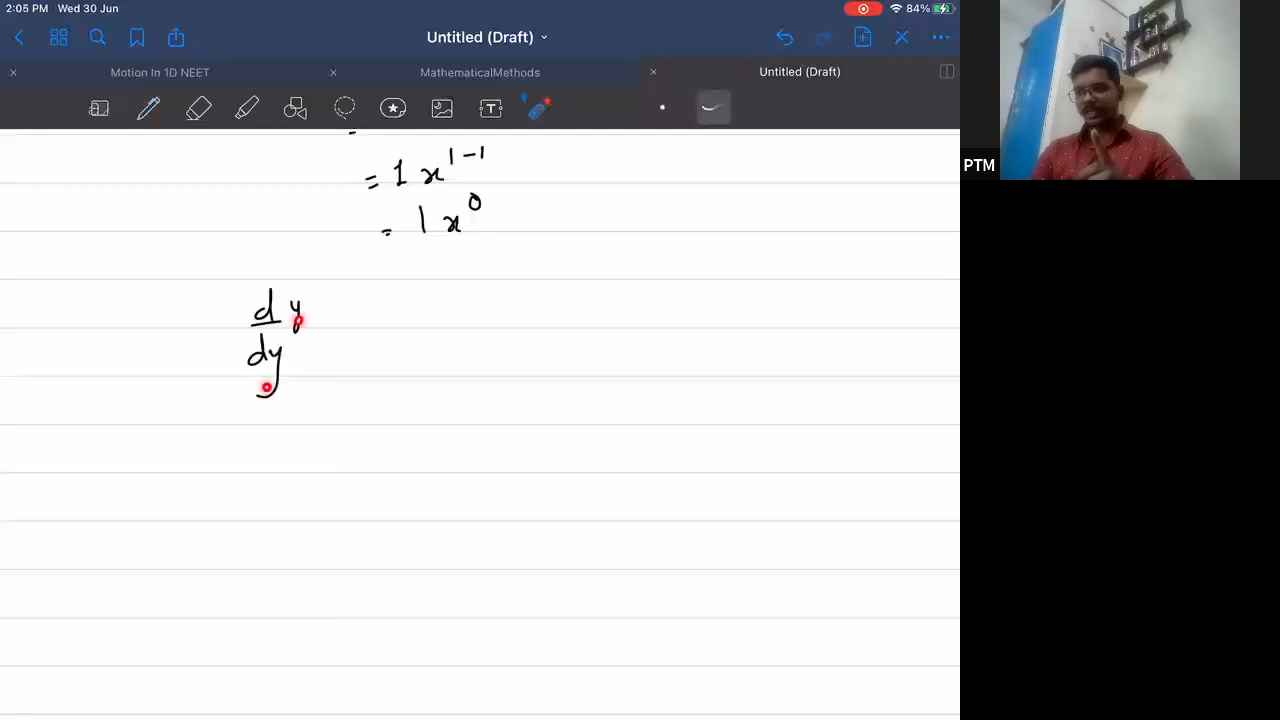 2:05 PM Wed 30 Jun 84%
Untitled (Draft)
Motion In 1D NEET MathematicalMethods Untitled (Draft)
T
= 1 x^{1-1}
= 1 x^0
d/dy y
PTM